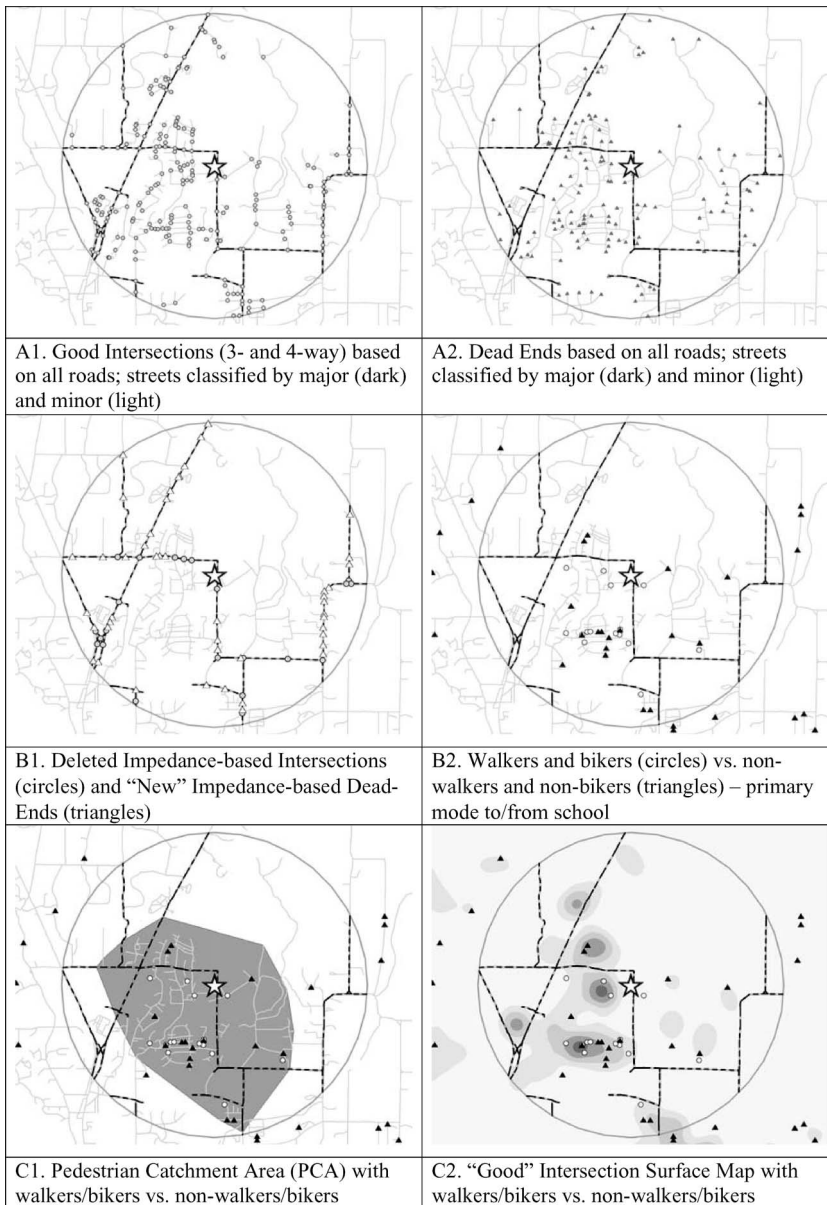 A1. Good Intersections (3- and 4-way) based
on all roads; streets classified by major (dark)
and minor (light)
A2. Dead Ends based on all roads; streets
classified by major (dark) and minor (light)
B1. Deleted Impedance-based Intersections
(circles) and “New” Impedance-based Dead-
Ends (triangles)
B2. Walkers and bikers (circles) vs. non-
walkers and non-bikers (triangles) – primary
mode to/from school
C1. Pedestrian Catchment Area (PCA) with
walkers/bikers vs. non-walkers/bikers
C2. “Good” Intersection Surface Map with
walkers/bikers vs. non-walkers/bikers